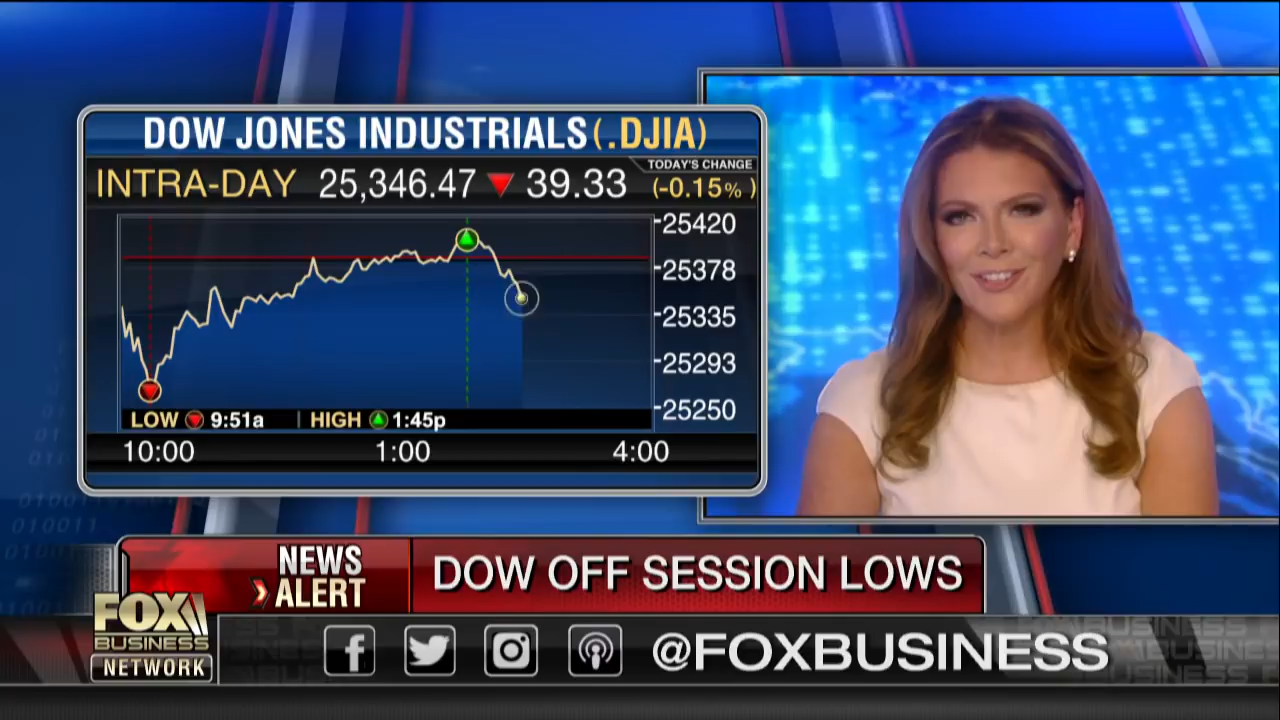 DOW JONES INDUSTRIALS (.DJIA)
TODAY'S CHANGE
INTRA-DAY 25,346.47 39.33 (-0.15%)
25420
25378
25335
25293
25250
LOW 9:51a | HIGH 1:45p
10:00 1:00 4:00
NEWS
ALERT
DOW OFF SESSION LOWS
FOX
BUSINESS
NETWORK
@FOXBUSINESS